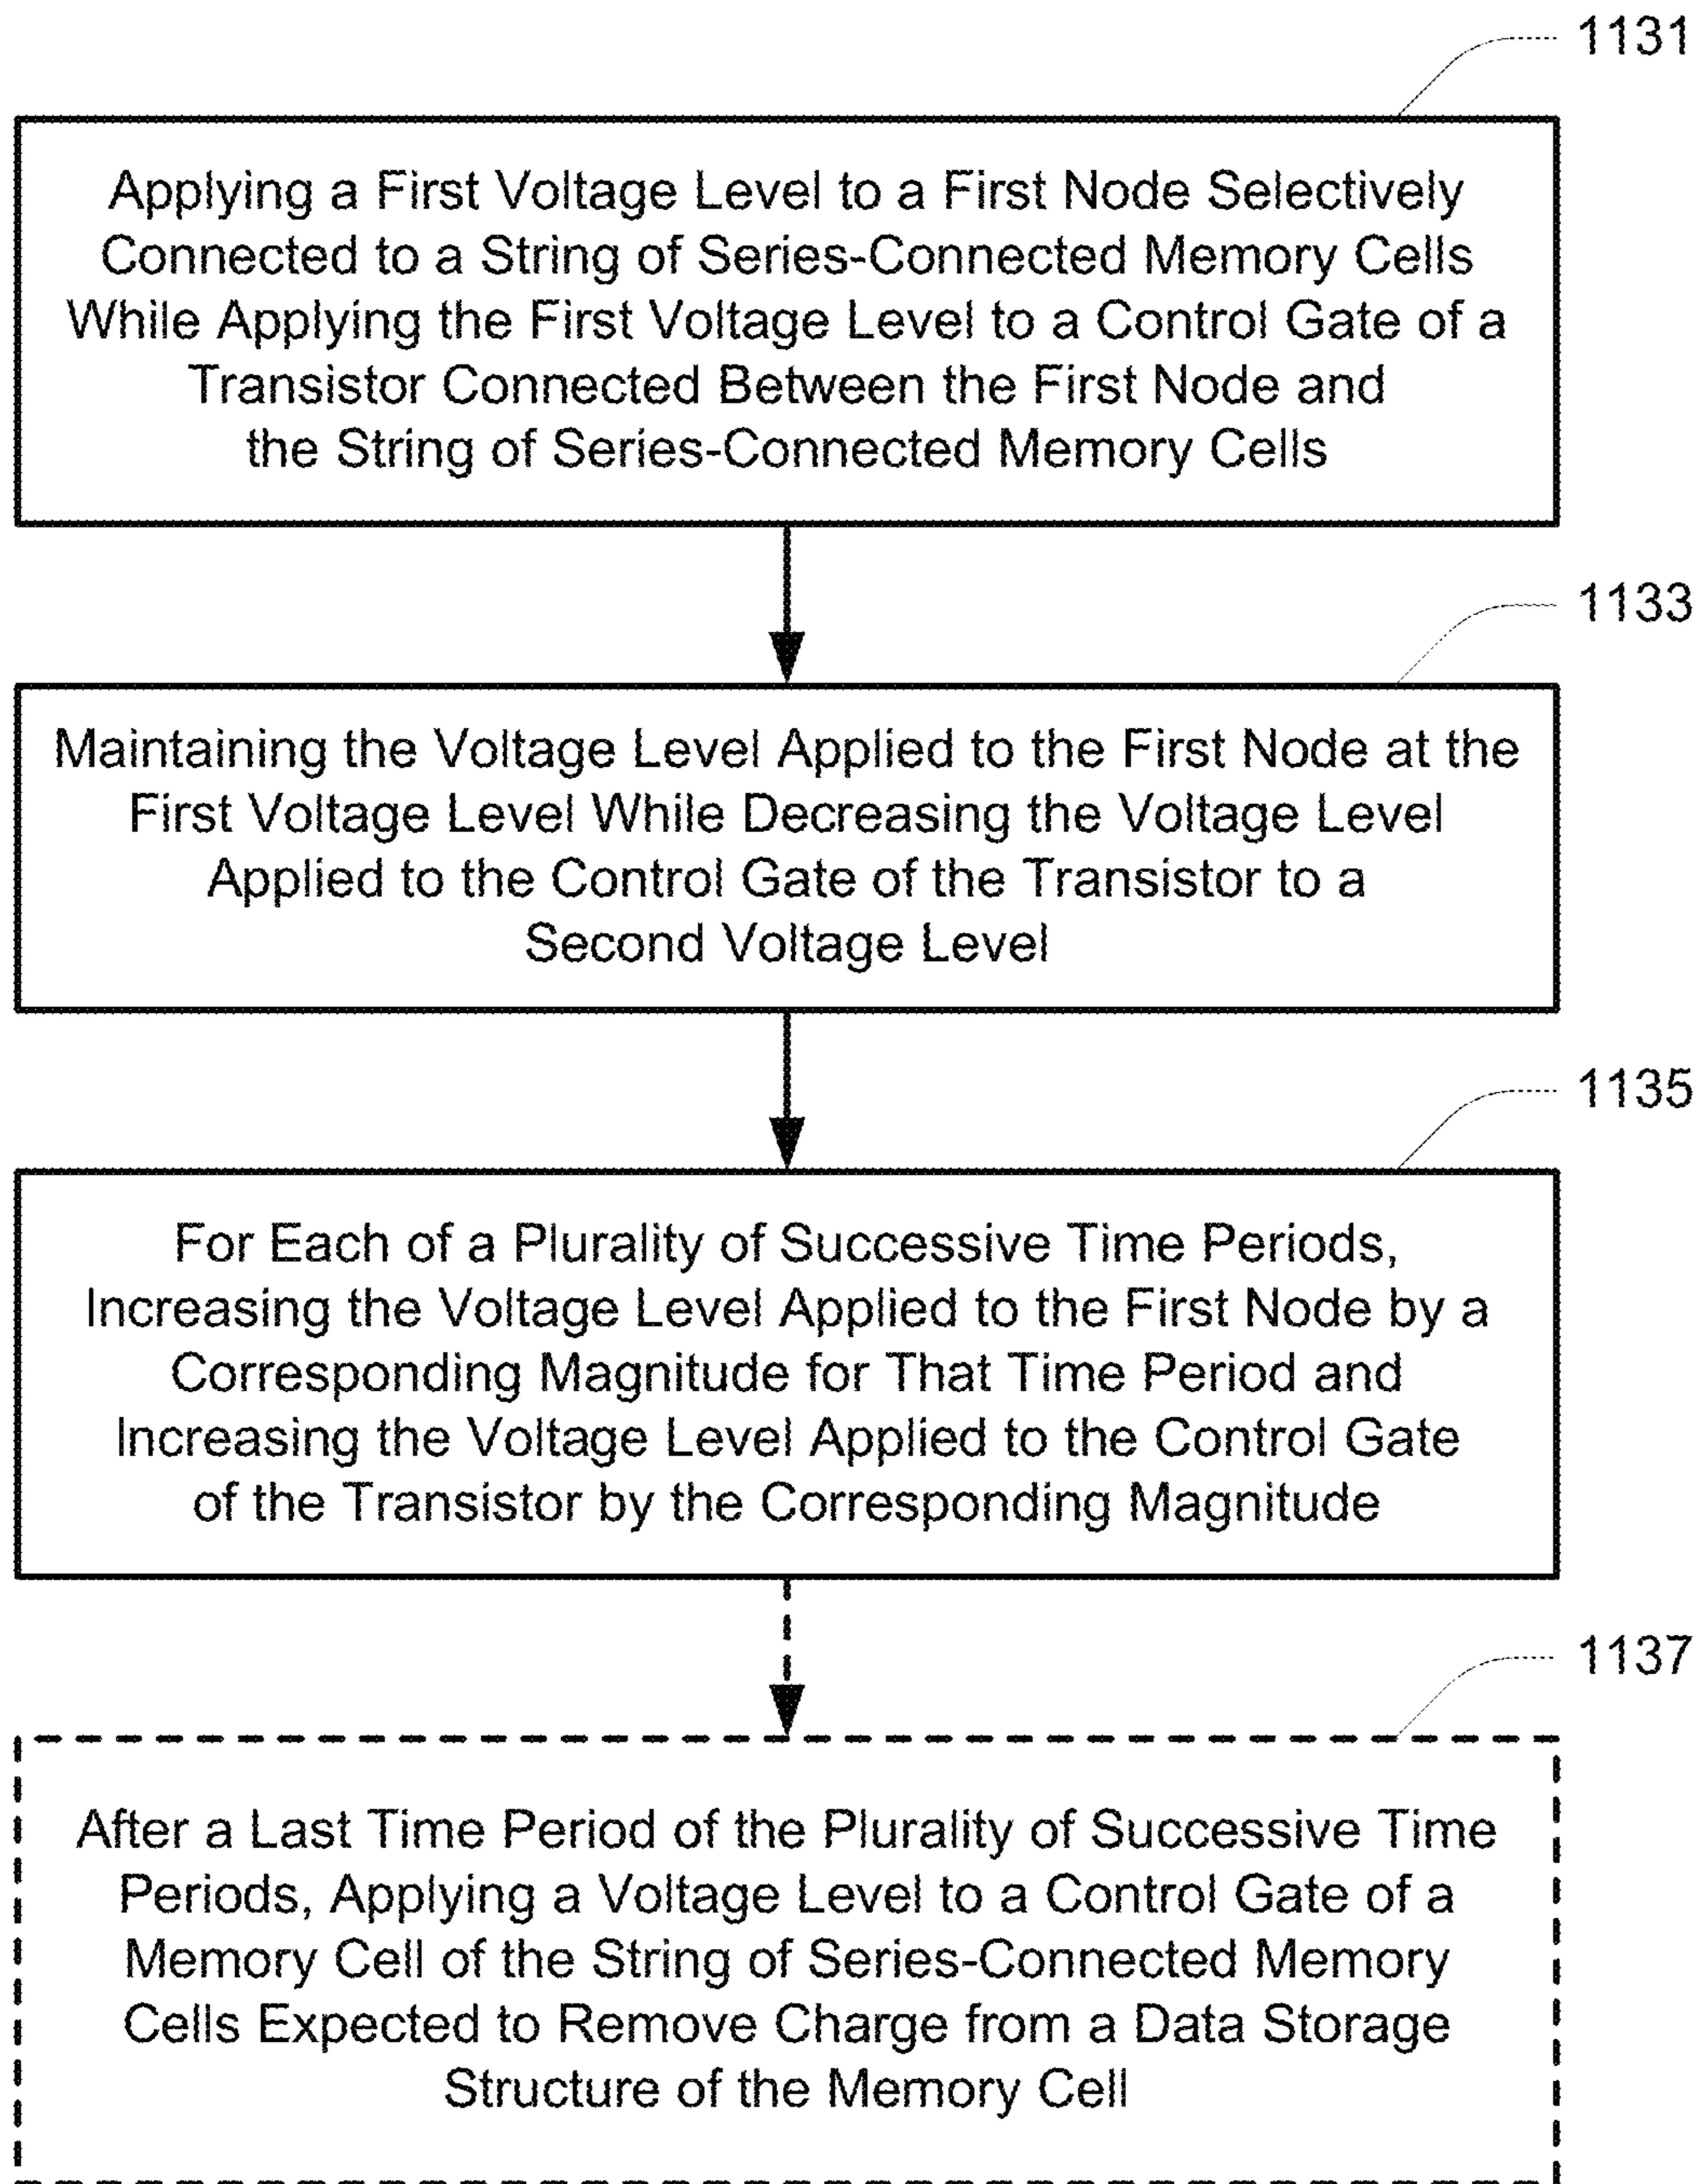 1131
Applying a First Voltage Level to a First Node Selectively
Connected to a String of Series-Connected Memory Cells
While Applying the First Voltage Level to a Control Gate of a
Transistor Connected Between the First Node and
the String of Series-Connected Memory Cells
1133
Maintaining the Voltage Level Applied to the First Node at the
First Voltage Level While Decreasing the Voltage Level
Applied to the Control Gate of the Transistor to a
Second Voltage Level
1135
For Each of a Plurality of Successive Time Periods,
Increasing the Voltage Level Applied to the First Node by a
Corresponding Magnitude for That Time Period and
Increasing the Voltage Level Applied to the Control Gate
of the Transistor by the Corresponding Magnitude
1137
After a Last Time Period of the Plurality of Successive Time
Periods, Applying a Voltage Level to a Control Gate of a
Memory Cell of the String of Series-Connected Memory
Cells Expected to Remove Charge from a Data Storage
Structure of the Memory Cell